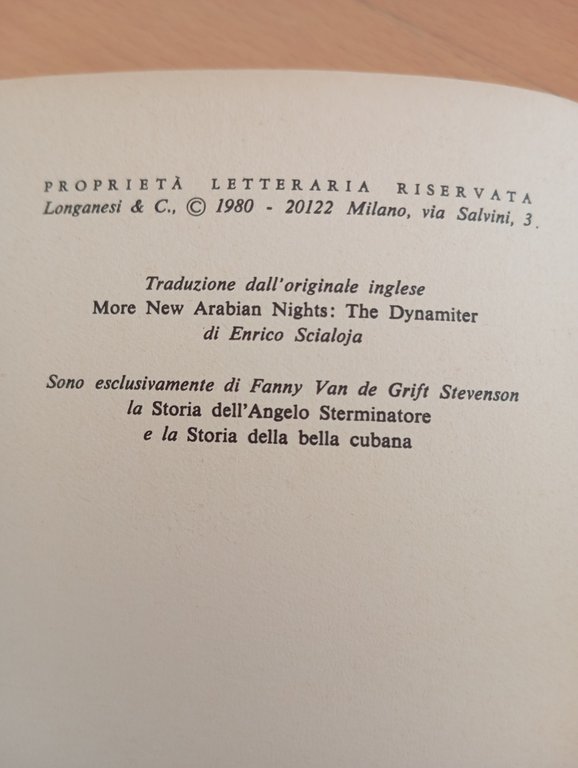 PROPRIETÀ LETTERARIA RISERVATA
Longanesi & C., © 1980 - 20122 Milano, via Salvini, 3.
Traduzione dall'originale inglese
More New Arabian Nights: The Dynamiter
di Enrico Scialoja
Sono esclusivamente di Fanny Van de Grift Stevenson
la Storia dell'Angelo Sterminatore
e la Storia della bella cubana